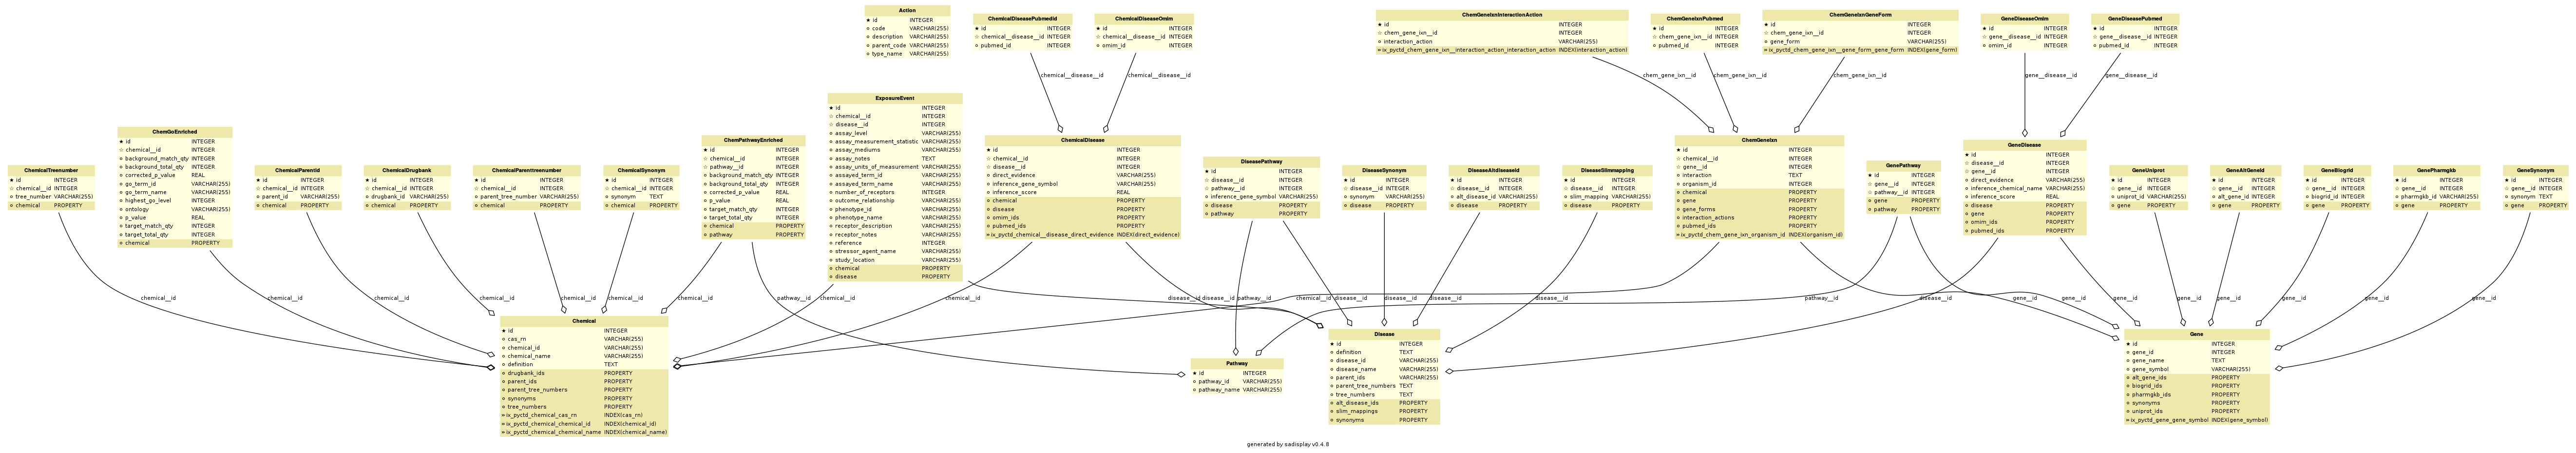 Action
★ id INTEGER
○ code VARCHAR(255)
○ description VARCHAR(255)
○ parent_code VARCHAR(255)
○ type_name VARCHAR(255)
ChemicalDiseasePubmedid
★ id INTEGER
☆ chemical__disease__id INTEGER
○ pubmed_id INTEGER
ChemicalDiseaseOmim
★ id INTEGER
☆ chemical__disease__id INTEGER
○ omim_id INTEGER
ChemGeneIxnInteractionAction
★ id INTEGER
☆ chem_gene_ixn__id INTEGER
○ interaction_action VARCHAR(255)
» ix_pyctd_chem_gene_ixn__interaction_action_interaction_action INDEX(interaction_action)
ChemGeneIxnPubmed
★ id INTEGER
☆ chem_gene_ixn__id INTEGER
○ pubmed_id INTEGER
ChemGeneIxnGeneForm
★ id INTEGER
☆ chem_gene_ixn__id INTEGER
○ gene_form VARCHAR(255)
» ix_pyctd_chem_gene_ixn__gene_form_gene_form INDEX(gene_form)
GeneDiseaseOmim
★ id INTEGER
☆ gene__disease__id INTEGER
○ omim_id INTEGER
GeneDiseasePubmed
★ id INTEGER
☆ gene__disease__id INTEGER
○ pubmed_id INTEGER
chemical__disease__id
chemical__disease__id
chem_gene_ixn__id
chem_gene_ixn__id
chem_gene_ixn__id
gene__disease__id
gene__disease__id
ChemicalTreenumber
★ id INTEGER
☆ chemical__id INTEGER
○ tree_number VARCHAR(255)
○ chemical PROPERTY
ChemGoEnriched
★ id INTEGER
☆ chemical__id INTEGER
○ background_match_qty INTEGER
○ background_total_qty INTEGER
○ corrected_p_value REAL
○ go_term_id VARCHAR(255)
○ go_term_name VARCHAR(255)
○ highest_go_level INTEGER
○ ontology VARCHAR(255)
○ p_value REAL
○ target_match_qty INTEGER
○ target_total_qty INTEGER
○ chemical PROPERTY
ChemicalParentid
★ id INTEGER
☆ chemical__id INTEGER
○ parent_id VARCHAR(255)
○ chemical PROPERTY
ChemicalDrugbank
★ id INTEGER
☆ chemical__id INTEGER
○ drugbank_id VARCHAR(255)
○ chemical PROPERTY
ChemicalParenttreenumber
★ id INTEGER
☆ chemical__id INTEGER
○ parent_tree_number VARCHAR(255)
○ chemical PROPERTY
ChemicalSynonym
★ id INTEGER
☆ chemical__id INTEGER
○ synonym TEXT
○ chemical PROPERTY
ChemPathwayEnriched
★ id INTEGER
☆ chemical__id INTEGER
☆ pathway__id INTEGER
○ background_match_qty INTEGER
○ background_total_qty INTEGER
○ corrected_p_value REAL
○ p_value REAL
○ target_match_qty INTEGER
○ target_total_qty INTEGER
○ chemical PROPERTY
○ pathway PROPERTY
ExposureEvent
★ id INTEGER
☆ chemical__id INTEGER
☆ disease__id INTEGER
○ assay_level VARCHAR(255)
○ assay_measurement_statistic VARCHAR(255)
○ assay_mediums VARCHAR(255)
○ assay_notes TEXT
○ assay_units_of_measurement VARCHAR(255)
○ assayed_term_id VARCHAR(255)
○ assayed_term_name VARCHAR(255)
○ number_of_receptors INTEGER
○ outcome_relationship VARCHAR(255)
○ phenotype_id VARCHAR(255)
○ phenotype_name VARCHAR(255)
○ receptor_description VARCHAR(255)
○ receptor_notes VARCHAR(255)
○ reference INTEGER
○ stressor_agent_name VARCHAR(255)
○ study_location VARCHAR(255)
○ chemical PROPERTY
○ disease PROPERTY
ChemicalDisease
★ id INTEGER
☆ chemical__id INTEGER
☆ disease__id INTEGER
○ direct_evidence VARCHAR(255)
○ inference_gene_symbol VARCHAR(255)
○ inference_score REAL
○ chemical PROPERTY
○ disease PROPERTY
○ omim_ids PROPERTY
○ pubmed_ids PROPERTY
» ix_pyctd_chemical__disease_direct_evidence INDEX(direct_evidence)
DiseasePathway
★ id INTEGER
☆ disease__id INTEGER
☆ pathway__id INTEGER
○ inference_gene_symbol VARCHAR(255)
○ disease PROPERTY
○ pathway PROPERTY
DiseaseSynonym
★ id INTEGER
☆ disease__id INTEGER
○ synonym VARCHAR(255)
○ disease PROPERTY
DiseaseAltdiseaseid
★ id INTEGER
☆ disease__id INTEGER
○ alt_disease_id VARCHAR(255)
○ disease PROPERTY
DiseaseSlimmapping
★ id INTEGER
☆ disease__id INTEGER
○ slim_mapping VARCHAR(255)
○ disease PROPERTY
ChemGeneIxn
★ id INTEGER
☆ chemical__id INTEGER
☆ gene__id INTEGER
○ interaction TEXT
○ organism_id INTEGER
○ chemical PROPERTY
○ gene PROPERTY
○ gene_forms PROPERTY
○ interaction_actions PROPERTY
○ pubmed_ids PROPERTY
» ix_pyctd_chem_gene_ixn_organism_id INDEX(organism_id)
GenePathway
★ id INTEGER
☆ gene__id INTEGER
☆ pathway__id INTEGER
○ gene PROPERTY
○ pathway PROPERTY
GeneDisease
★ id INTEGER
☆ disease__id INTEGER
☆ gene__id INTEGER
○ direct_evidence VARCHAR(255)
○ inference_chemical_name VARCHAR(255)
○ inference_score REAL
○ disease PROPERTY
○ gene PROPERTY
○ omim_ids PROPERTY
○ pubmed_ids PROPERTY
GeneUniprot
★ id INTEGER
☆ gene__id INTEGER
○ uniprot_id VARCHAR(255)
○ gene PROPERTY
GeneAltGeneId
★ id INTEGER
☆ gene__id INTEGER
○ alt_gene_id INTEGER
○ gene PROPERTY
GeneBiogrid
★ id INTEGER
☆ gene__id INTEGER
○ biogrid_id INTEGER
○ gene PROPERTY
GenePharmgkb
★ id INTEGER
☆ gene__id INTEGER
○ pharmgkb_id VARCHAR(255)
○ gene PROPERTY
GeneSynonym
★ id INTEGER
☆ gene__id INTEGER
○ synonym TEXT
○ gene PROPERTY
chemical__id
chemical__id
chemical__id
chemical__id
chemical__id
chemical__id
chemical__id
pathway__id
chemical__id
chemical__id
disease__id
disease__id
pathway__id
chemical__id
disease__id
disease__id
disease__id
disease__id
pathway__id
disease__id
gene__id
gene__id
gene__id
gene__id
gene__id
gene__id
gene__id
gene__id
Chemical
★ id INTEGER
○ cas_rn VARCHAR(255)
○ chemical_id VARCHAR(255)
○ chemical_name VARCHAR(255)
○ definition TEXT
○ drugbank_ids PROPERTY
○ parent_ids PROPERTY
○ parent_tree_numbers PROPERTY
○ synonyms PROPERTY
○ tree_numbers PROPERTY
» ix_pyctd_chemical_cas_rn INDEX(cas_rn)
» ix_pyctd_chemical_chemical_id INDEX(chemical_id)
» ix_pyctd_chemical_chemical_name INDEX(chemical_name)
Pathway
★ id INTEGER
○ pathway_id VARCHAR(255)
○ pathway_name VARCHAR(255)
Disease
★ id INTEGER
○ definition TEXT
○ disease_id VARCHAR(255)
○ disease_name VARCHAR(255)
○ parent_ids VARCHAR(255)
○ parent_tree_numbers TEXT
○ tree_numbers TEXT
○ alt_disease_ids PROPERTY
○ slim_mappings PROPERTY
○ synonyms PROPERTY
Gene
★ id INTEGER
○ gene_id INTEGER
○ gene_name TEXT
○ gene_symbol VARCHAR(255)
○ alt_gene_ids PROPERTY
○ biogrid_ids PROPERTY
○ pharmgkb_ids PROPERTY
○ synonyms PROPERTY
○ uniprot_ids PROPERTY
» ix_pyctd_gene_gene_symbol INDEX(gene_symbol)
generated by sadisplay v0.4.8